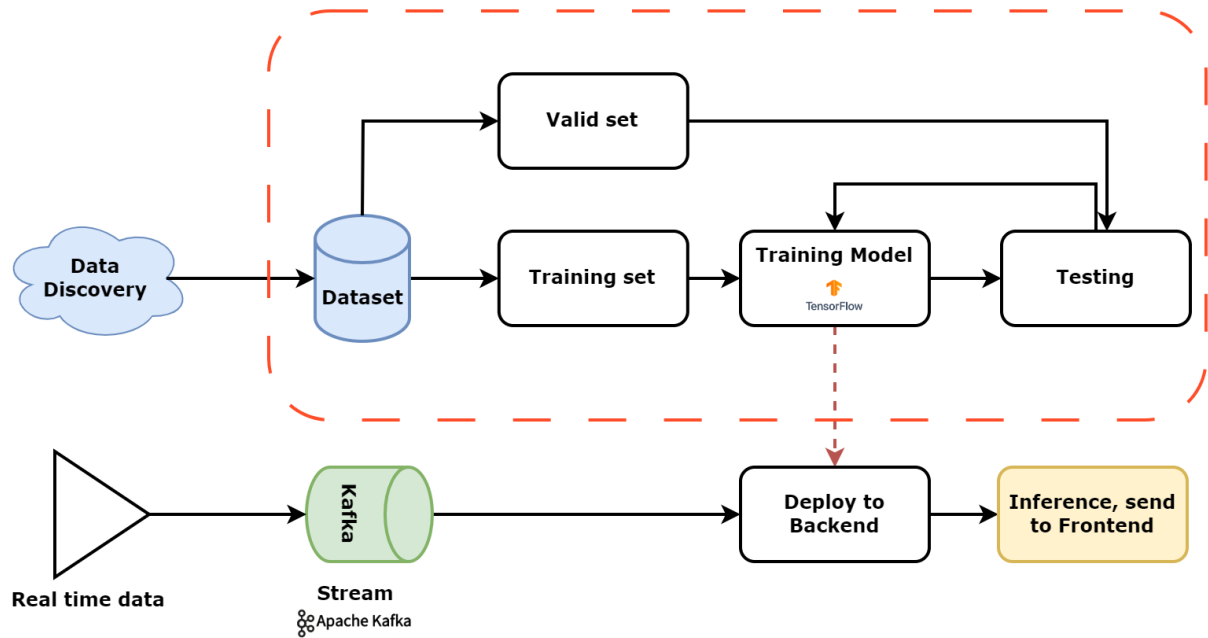 Valid set
Data
Discovery
Dataset
Training set
Training Model
TensorFlow
Testing
Real time data
Kafka
Stream
Apache Kafka
Deploy to
Backend
Inference, send
to Frontend